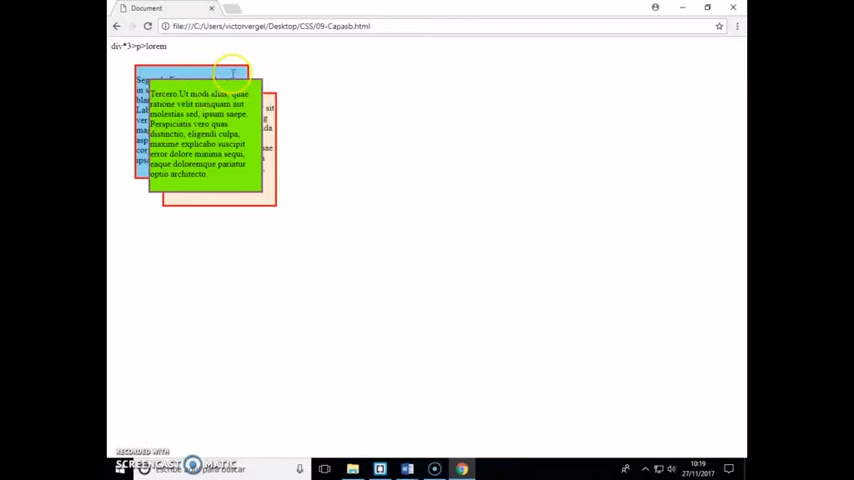 Document
file:///C:/Users/victorvergel/Desktop/CSS/09-Capasb.html
div*3>p>lorem
Tercero.Ut modi alias, quae
ratione velit numquam aut
molestias sed, ipsum saepe.
Perspiciatis vero quas
distinctio, eligendi culpa,
maxime explicabo suscipit
error dolore minima sequi,
eaque doloremque pariatur
optio architecto.
sit
RECORDED WITH
SCREENCAST MATIC
buscar
10:19
27/11/2017